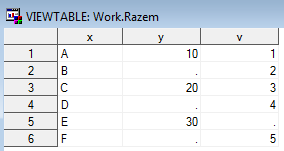 VIEWTABLE: Work.Razem
x y v
1 A 10 1
2 B . 2
3 C 20 3
4 D . 4
5 E 30 .
6 F . 5